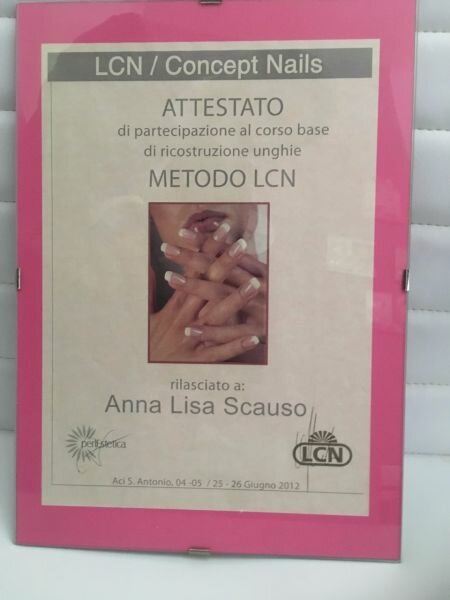 LCN / Concept Nails
ATTESTATO
di partecipazione al corso base
di ricostruzione unghie
METODO LCN
rilasciato a:
Anna Lisa Scauso
perEstetica
LCN
Aci S. Antonio, 04 -05 / 25 - 26 Giugno 2012